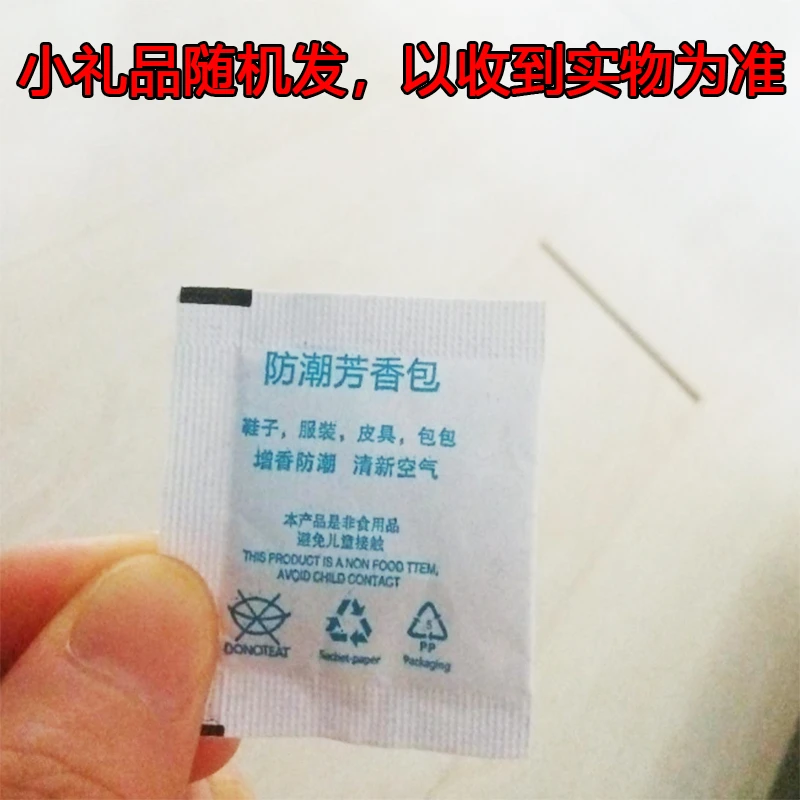 小礼品随机发，以收到实物为准
防潮芳香包
鞋子，服装，皮具，包包
增香防潮 清新空气
本产品是非食用品
避免儿童接触
THIS PRODUCT IS A NON FOOD TTEM,
AVOID CHILD CONTACT
DONOTEAT
Sachet-paper
5
PP
Packaging